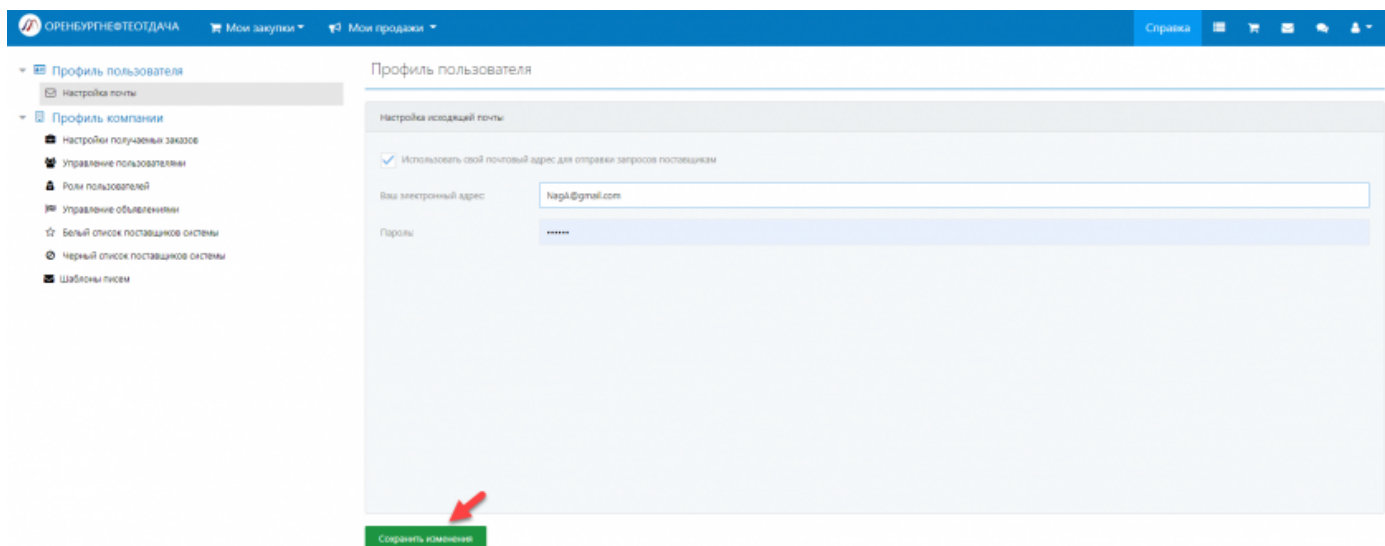 ОРЕНБУРГНЕФТЕОТДАЧА Мои закупки Мои продажи Справка
Профиль пользователя
Настройка почты
Профиль компании
Настройки получаемых заказов
Управление пользователями
Роли пользователей
Управление объявлениями
Белый список поставщиков системы
Черный список поставщиков системы
Шаблоны писем
Профиль пользователя
Настройка исходящей почты
Использовать свой почтовый адрес для отправки запросов поставщикам
Ваш электронный адрес: NagA@gmail.com
Пароль: ••••••
Сохранить изменения